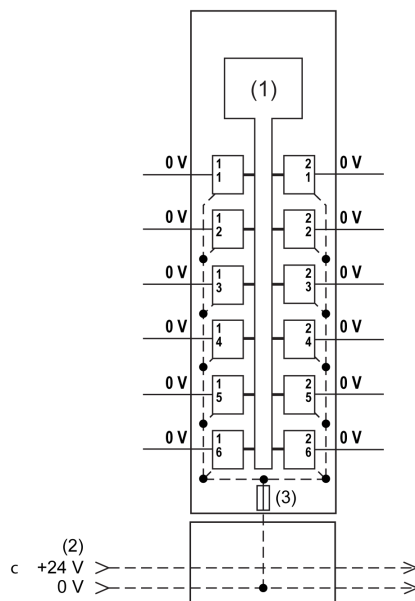 (1)
0 V 1 1 2 1 0 V
0 V 1 2 2 2 0 V
0 V 1 3 2 3 0 V
0 V 1 4 2 4 0 V
0 V 1 5 2 5 0 V
0 V 1 6 2 6 0 V
(3)
(2)
c +24 V
0 V